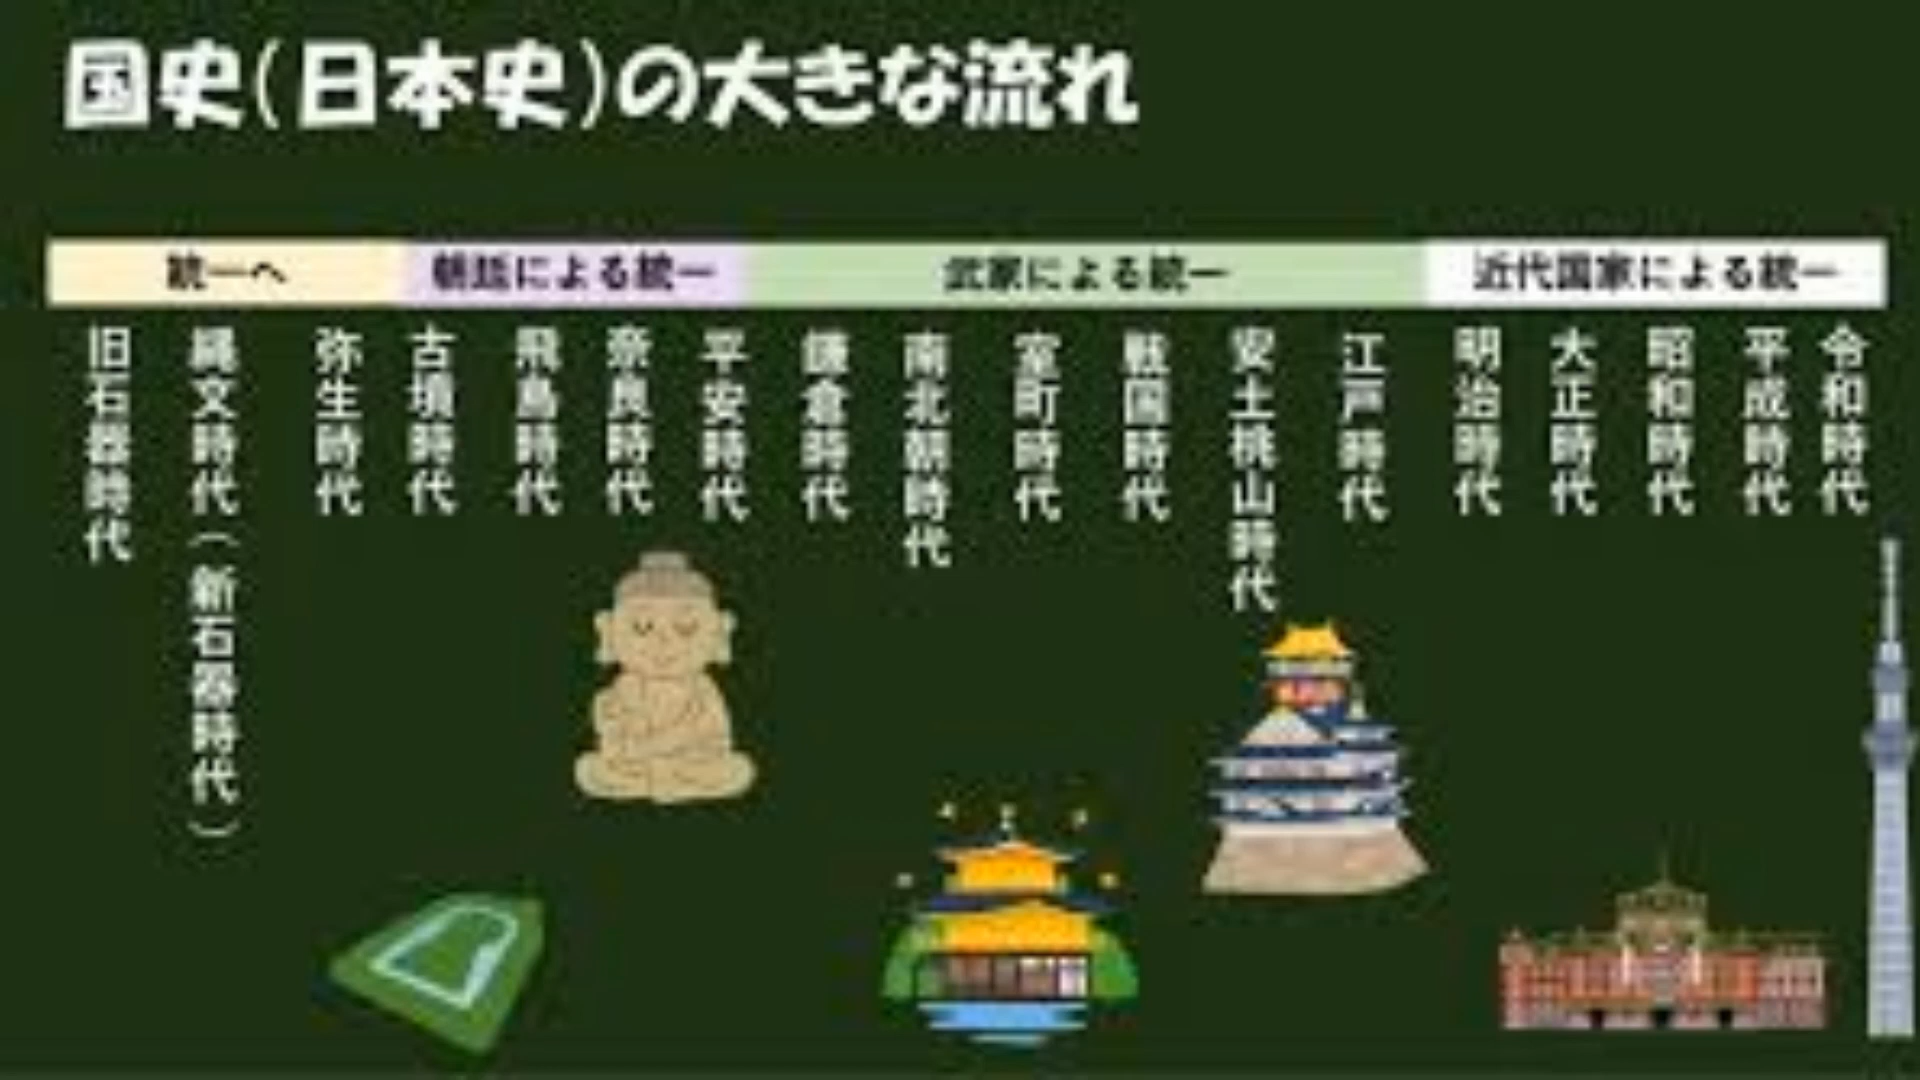 国史(日本史)の大きな流れ
統一へ
朝廷による統一
武家による統一
近代国家による統一
旧石器時代
縄文時代(新石器時代)
弥生時代
古墳時代
飛鳥時代
奈良時代
平安時代
鎌倉時代
南北朝時代
室町時代
戦国時代
安土桃山時代
江戸時代
明治時代
大正時代
昭和時代
平成時代
令和時代